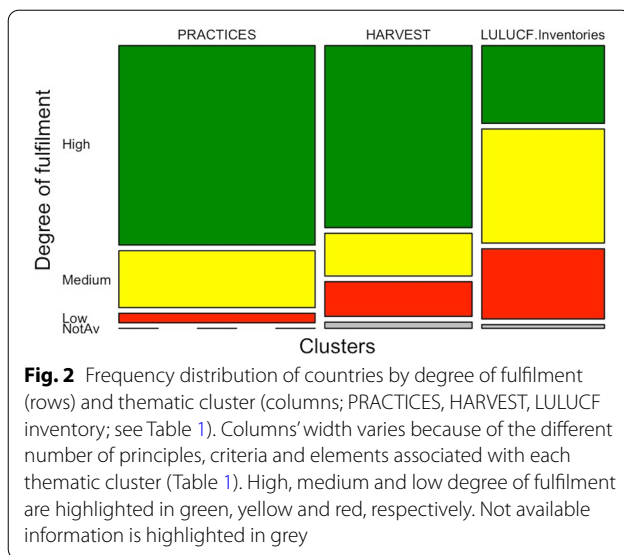 PRACTICES HARVEST LULUCF.Inventories
Degree of fulfilment
High
Medium
Low
NotAv
Clusters
Fig. 2 Frequency distribution of countries by degree of fulfilment
(rows) and thematic cluster (columns; PRACTICES, HARVEST, LULUCF
inventory; see Table 1). Columns' width varies because of the different
number of principles, criteria and elements associated with each
thematic cluster (Table 1). High, medium and low degree of fulfilment
are highlighted in green, yellow and red, respectively. Not available
information is highlighted in grey